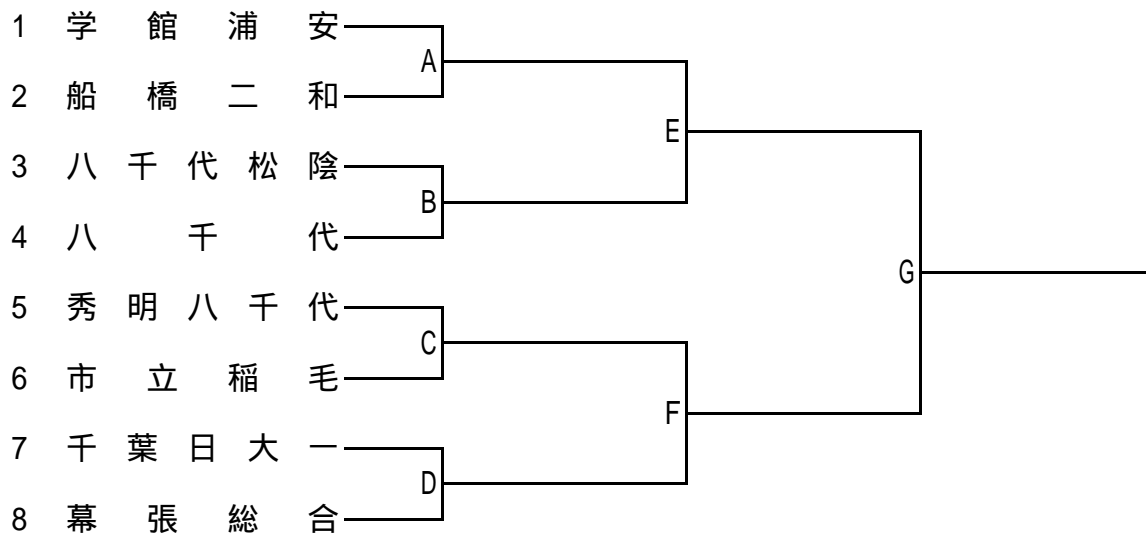 1 学館浦安
A
2 船橋二和
E
3 八千代松陰
B
4 八千代
G
5 秀明八千代
C
6 市立稲毛
F
7 千葉日大一
D
8 幕張総合